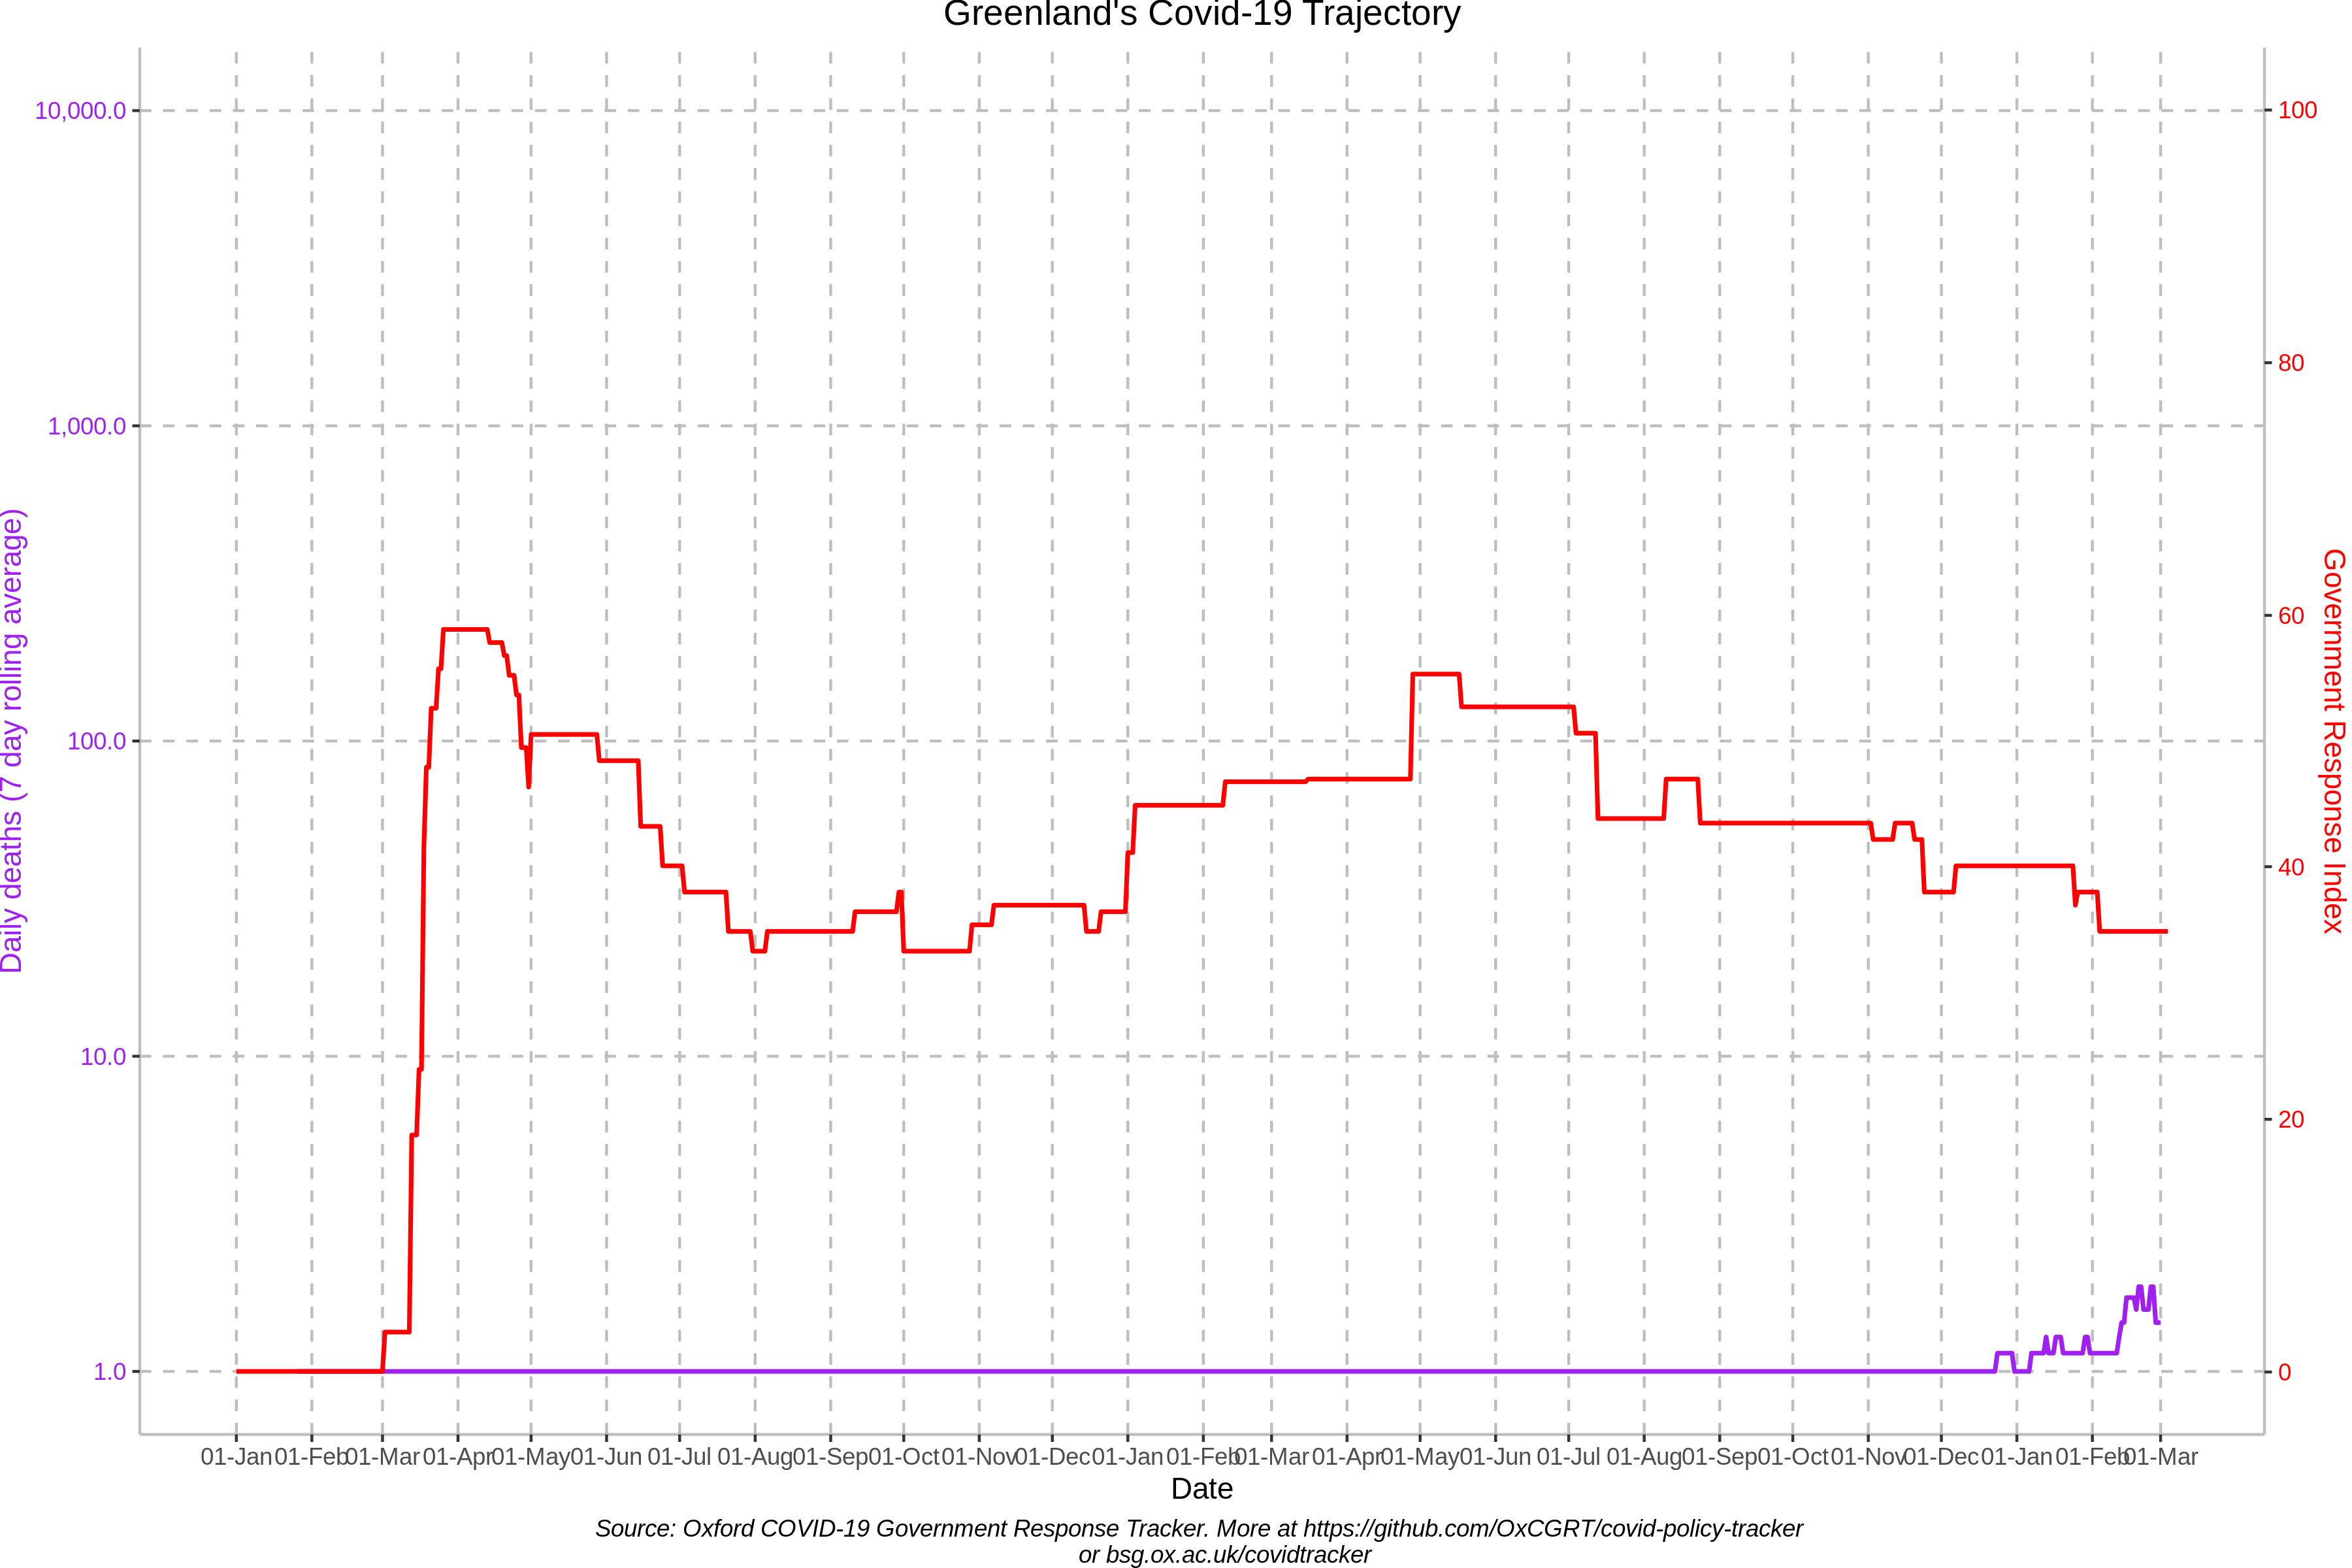 Greenland's Covid-19 Trajectory
10,000.0
1,000.0
100.0
10.0
1.0
Daily deaths (7 day rolling average)
100
80
60
40
20
0
Government Response Index
01-Jan 01-Feb 01-Mar 01-Apr 01-May 01-Jun 01-Jul 01-Aug 01-Sep 01-Oct 01-Nov 01-Dec 01-Jan 01-Feb 01-Mar 01-Apr 01-May 01-Jun 01-Jul 01-Aug 01-Sep 01-Oct 01-Nov 01-Dec 01-Jan 01-Feb 01-Mar
Date
Source: Oxford COVID-19 Government Response Tracker. More at https://github.com/OxCGRT/covid-policy-tracker
or bsg.ox.ac.uk/covidtracker